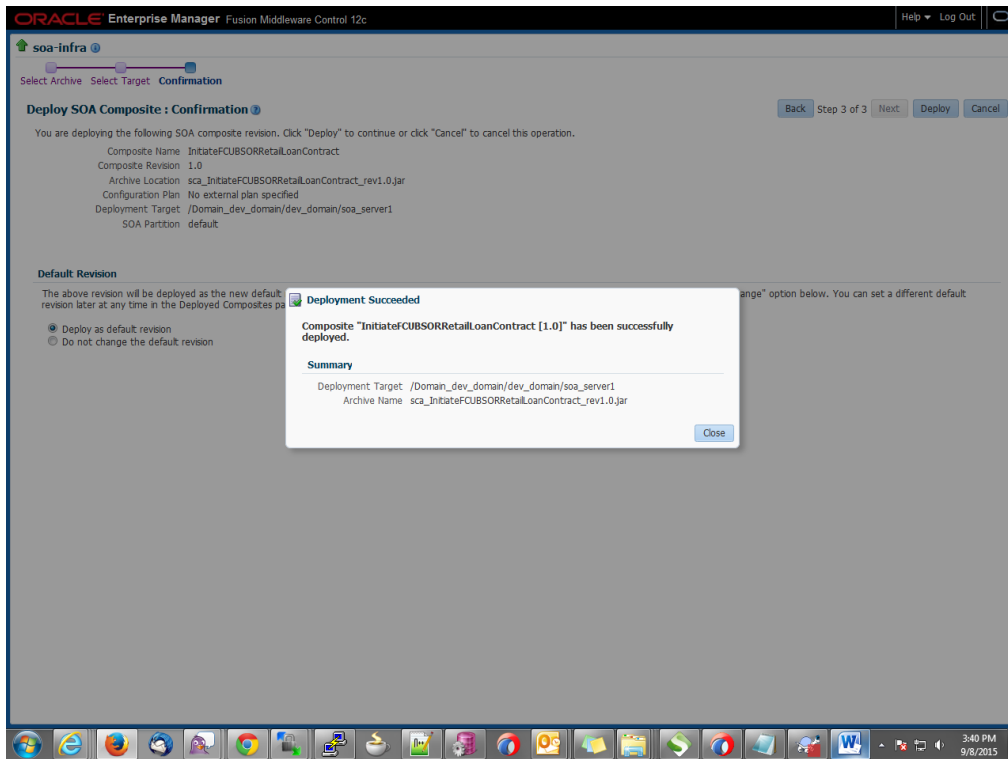 ORACLE Enterprise Manager Fusion Middleware Control 12c
Help Log Out
soa-infra
Select Archive Select Target Confirmation
Deploy SOA Composite : Confirmation
Back Step 3 of 3 Next Deploy Cancel
You are deploying the following SOA composite revision. Click "Deploy" to continue or click "Cancel" to cancel this operation.
Composite Name InitiateFCUBSORRetailLoanContract
Composite Revision 1.0
Archive Location sca_InitiateFCUBSORRetailLoanContract_rev1.0.jar
Configuration Plan No external plan specified
Deployment Target /Domain_dev_domain/dev_domain/soa_server1
SOA Partition default
Default Revision
The above revision will be deployed as the new default ange" option below. You can set a different default
revision later at any time in the Deployed Composites pa
Deploy as default revision
Do not change the default revision
Deployment Succeeded
Composite "InitiateFCUBSORRetailLoanContract [1.0]" has been successfully
deployed.
Summary
Deployment Target /Domain_dev_domain/dev_domain/soa_server1
Archive Name sca_InitiateFCUBSORRetailLoanContract_rev1.0.jar
Close
3:40 PM
9/8/2015